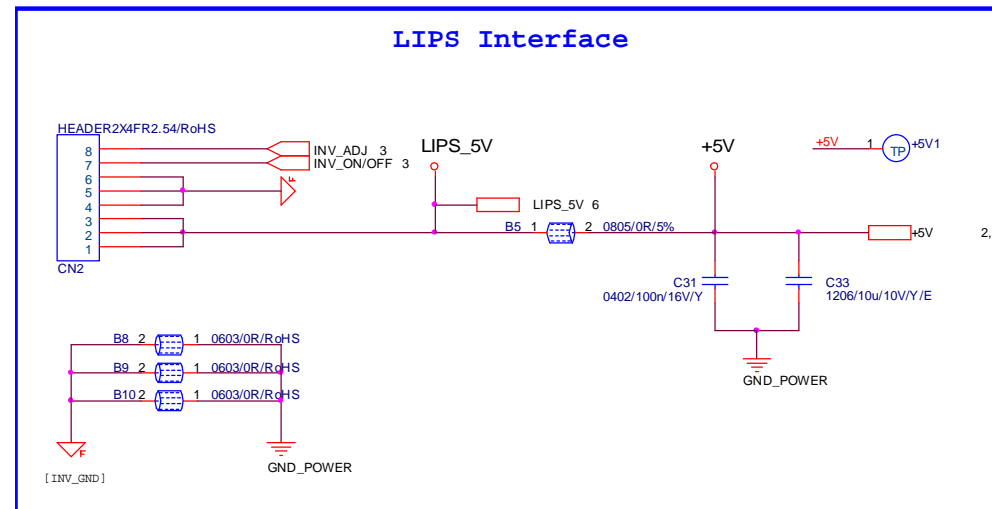 LIPS Interface
HEADER2X4FR2.54/RoHS
8
7
6
5
4
3
2
1
CN2
INV_ADJ 3
INV_ON/OFF 3
F
LIPS_5V
LIPS_5V 6
B5 1 2 0805/0R/5%
+5V
+5V 1 TP +5V1
+5V 2,
C31
0402/100n/16V/Y
C33
1206/10u/10V/Y/E
GND_POWER
B8 2 1 0603/0R/RoHS
B9 2 1 0603/0R/RoHS
B10 2 1 0603/0R/RoHS
F
[INV_GND]
GND_POWER